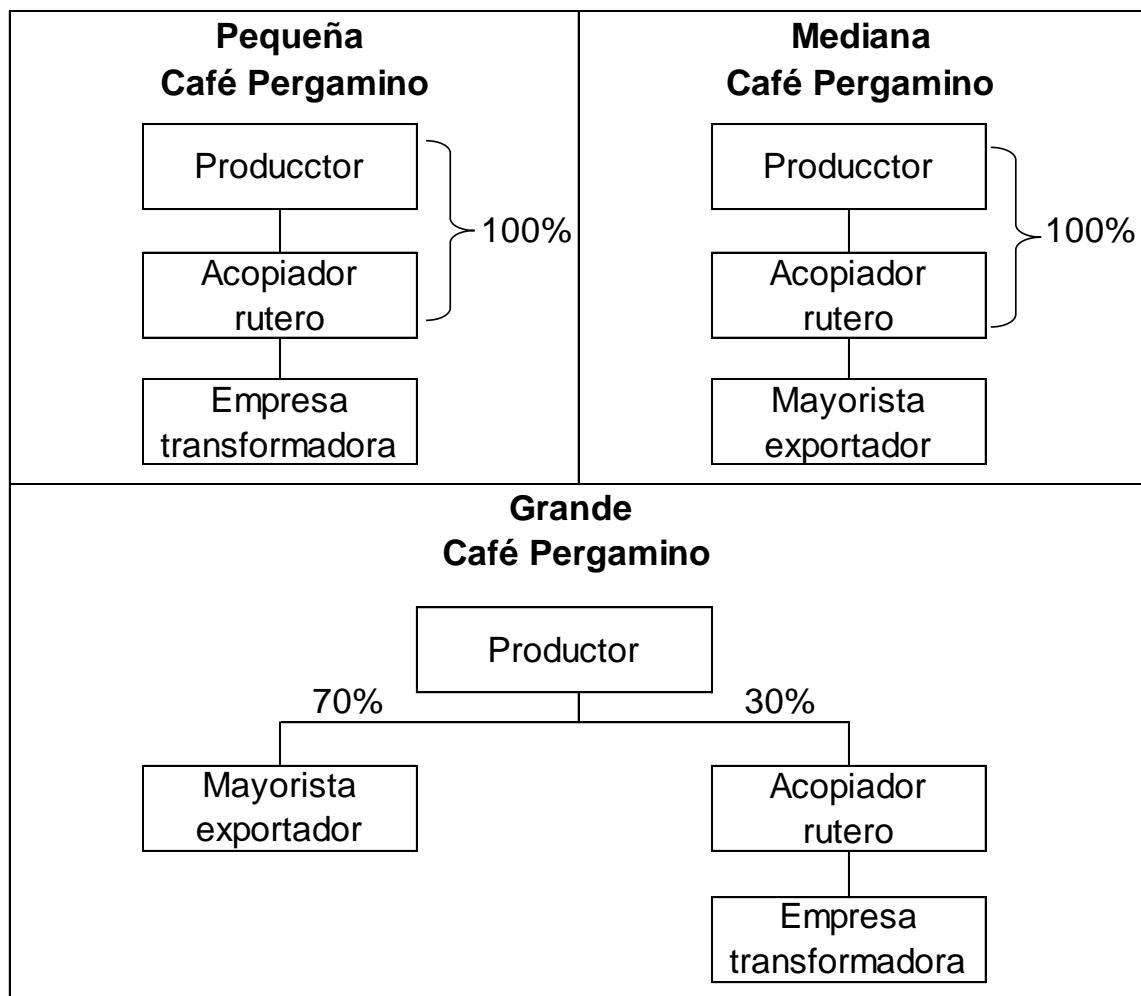 Pequeña
Café Pergamino
Producctor
100%
Acopiador
rutero
Empresa
transformadora
Mediana
Café Pergamino
Producctor
100%
Acopiador
rutero
Mayorista
exportador
Grande
Café Pergamino
Productor
70%
30%
Mayorista
exportador
Acopiador
rutero
Empresa
transformadora